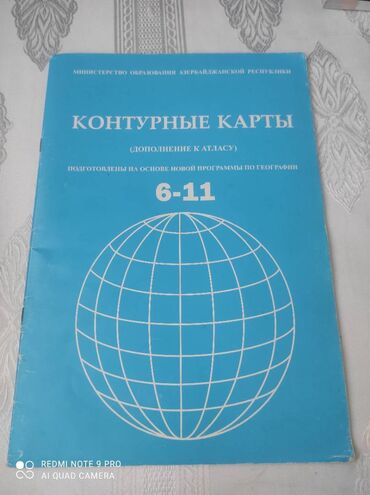 МИНИСТЕРСТВО ОБРАЗОВАНИЯ АЗЕРБАЙДЖАНСКОЙ РЕСПУБЛИКИ
КОНТУРНЫЕ КАРТЫ
(ДОПОЛНЕНИЕ К АТЛАСУ)
ПОДГОТОВЛЕНЫ НА ОСНОВЕ НОВОЙ ПРОГРАММЫ ПО ГЕОГРАФИИ
6-11
REDMI NOTE 9 PRO
AI QUAD CAMERA